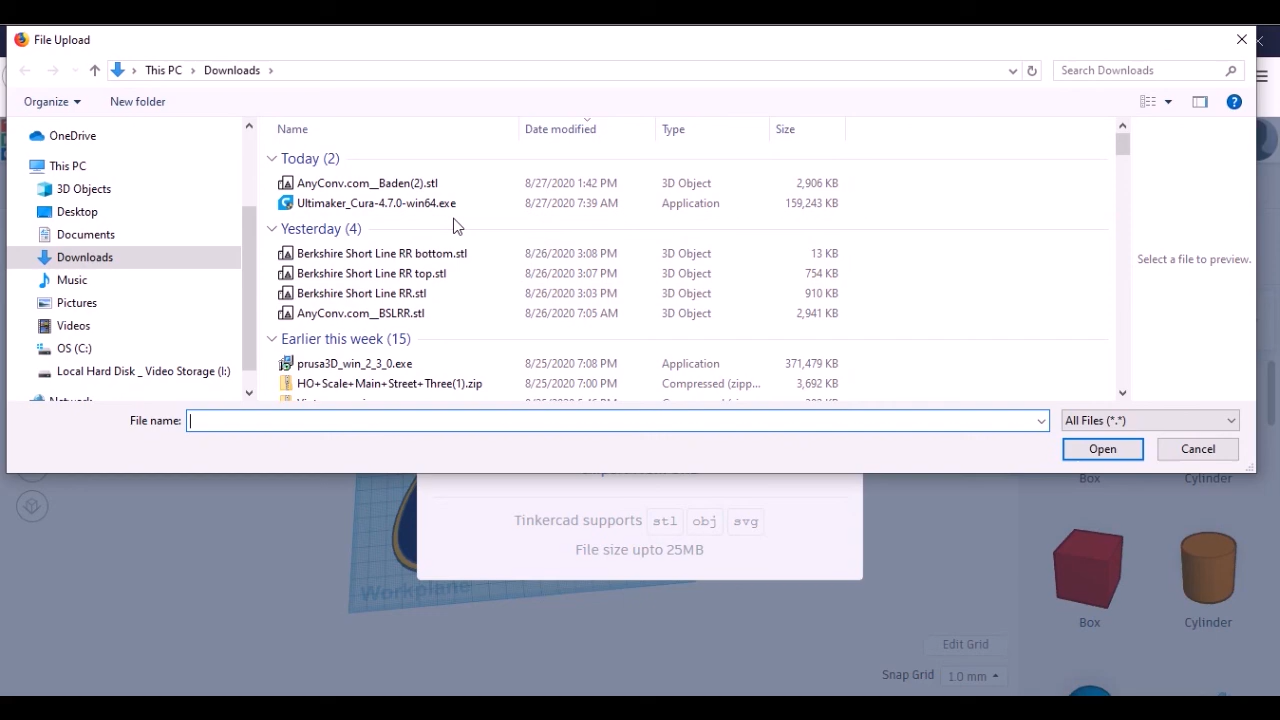 File Upload
This PC > Downloads >
Search Downloads
Organize
New folder
OneDrive
This PC
3D Objects
Desktop
Documents
Downloads
Music
Pictures
Videos
OS (C:)
Local Hard Disk _ Video Storage (I:)
Network
Name Date modified Type Size
Today (2)
AnyConv.com__Baden(2).stl 8/27/2020 1:42 PM 3D Object 2,906 KB
Ultimaker_Cura-4.7.0-win64.exe 8/27/2020 7:39 AM Application 159,243 KB
Yesterday (4)
Berkshire Short Line RR bottom.stl 8/26/2020 3:08 PM 3D Object 13 KB
Berkshire Short Line RR top.stl 8/26/2020 3:07 PM 3D Object 754 KB
Berkshire Short Line RR.stl 8/26/2020 3:03 PM 3D Object 910 KB
AnyConv.com__BSLRR.stl 8/26/2020 7:05 AM 3D Object 2,941 KB
Earlier this week (15)
prusa3D_win_2_3_0.exe 8/25/2020 7:08 PM Application 371,479 KB
HO+Scale+Main+Street+Three(1).zip 8/25/2020 7:00 PM Compressed (zipp... 3,692 KB
Select a file to preview.
File name:
All Files (*.*)
Open
Cancel
Tinkercad supports stl obj svg
File size upto 25MB
Workplane
Box
Cylinder
Box
Cylinder
Edit Grid
Snap Grid 1.0 mm